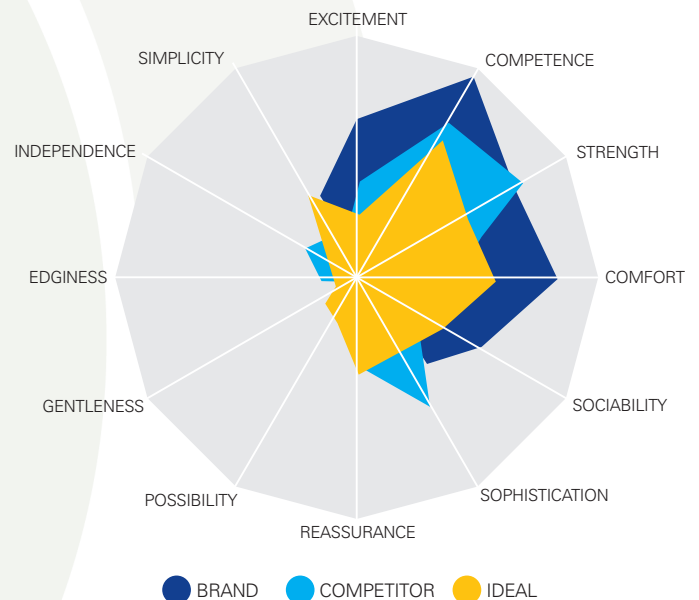 EXCITEMENT
COMPETENCE
STRENGTH
COMFORT
SOCIABILITY
SOPHISTICATION
REASSURANCE
POSSIBILITY
GENTLENESS
EDGINESS
INDEPENDENCE
SIMPLICITY
BRAND
COMPETITOR
IDEAL